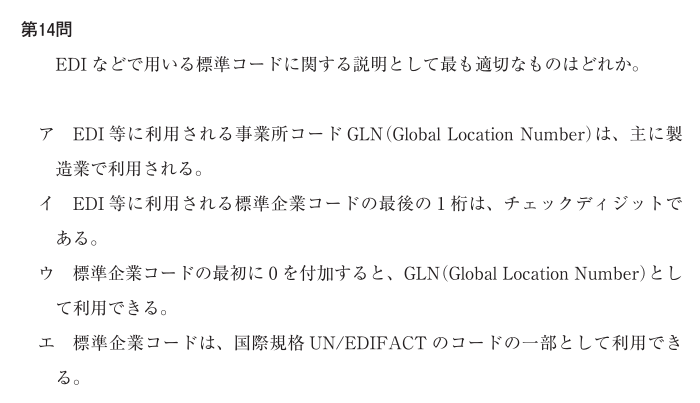 第14問
EDI などで用いる標準コードに関する説明として最も適切なものはどれか。
ア　EDI 等に利用される事業所コード GLN(Global Location Number)は、主に製
造業で利用される。
イ　EDI 等に利用される標準企業コードの最後の 1 桁は、チェックディジットで
ある。
ウ　標準企業コードの最初に 0 を付加すると、GLN(Global Location Number)とし
て利用できる。
エ　標準企業コードは、国際規格 UN/EDIFACT のコードの一部として利用でき
る。